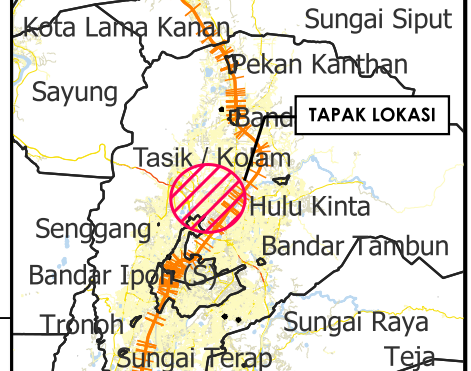 Sungai Siput
Kota Lama Kanan
Pekan Kanthan
Sayung
Band
TAPAK LOKASI
Tasik / Kolam
Hulu Kinta
Senggang
Bandar Tambun
Bandar Ipoh (S)
Tronoh
Sungai Raya
Sungai Terap
Teja